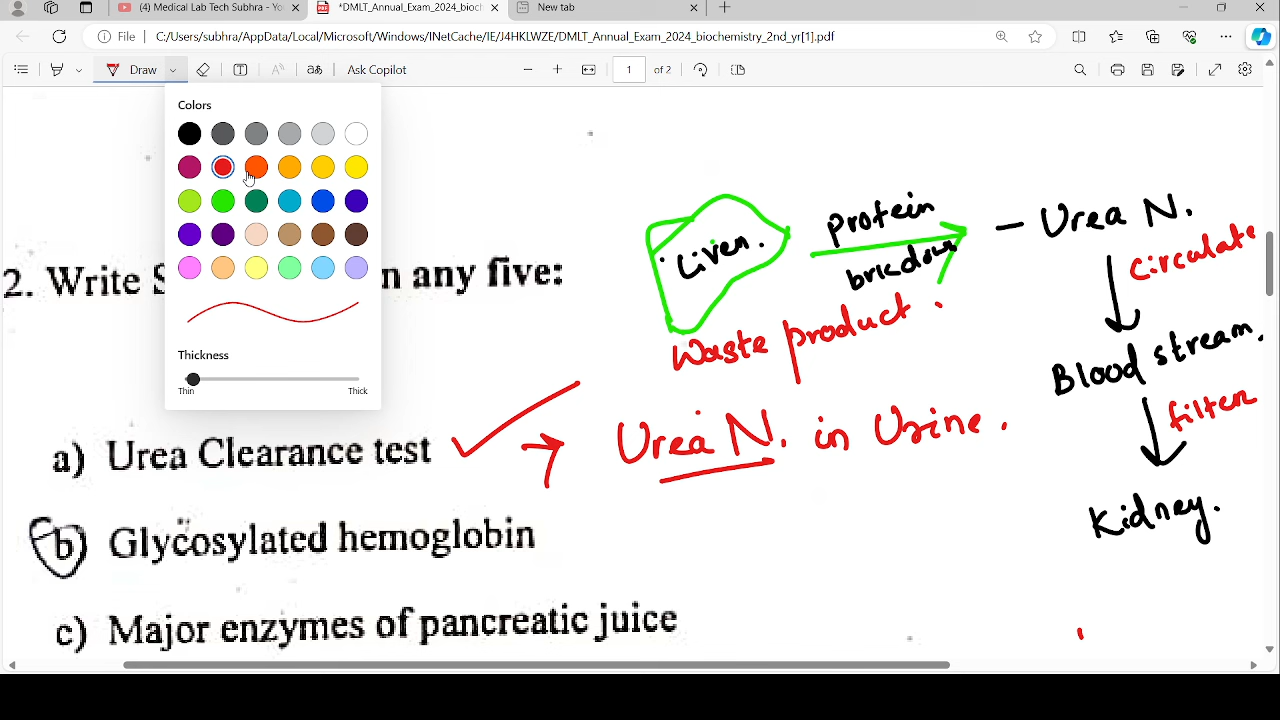 (4) Medical Lab Tech Subhra - Yo
*DMLT_Annual_Exam_2024_bioch
New tab
File
C:/Users/subhra/AppData/Local/Microsoft/Windows/INetCache/IE/J4HKLWZE/DMLT_Annual_Exam_2024_biochemistry_2nd_yr[1].pdf
Draw
Ask Copilot
1 of 2
Colors
Thickness
Thin Thick
2. Write S n any five:
Liver.
protein
brkdown
- Urea N.
Circulate
Waste product.
Blood stream.
filter
Kidney.
a) Urea Clearance test
Urea N. in Urine.
b) Glycosylated hemoglobin
c) Major enzymes of pancreatic juice